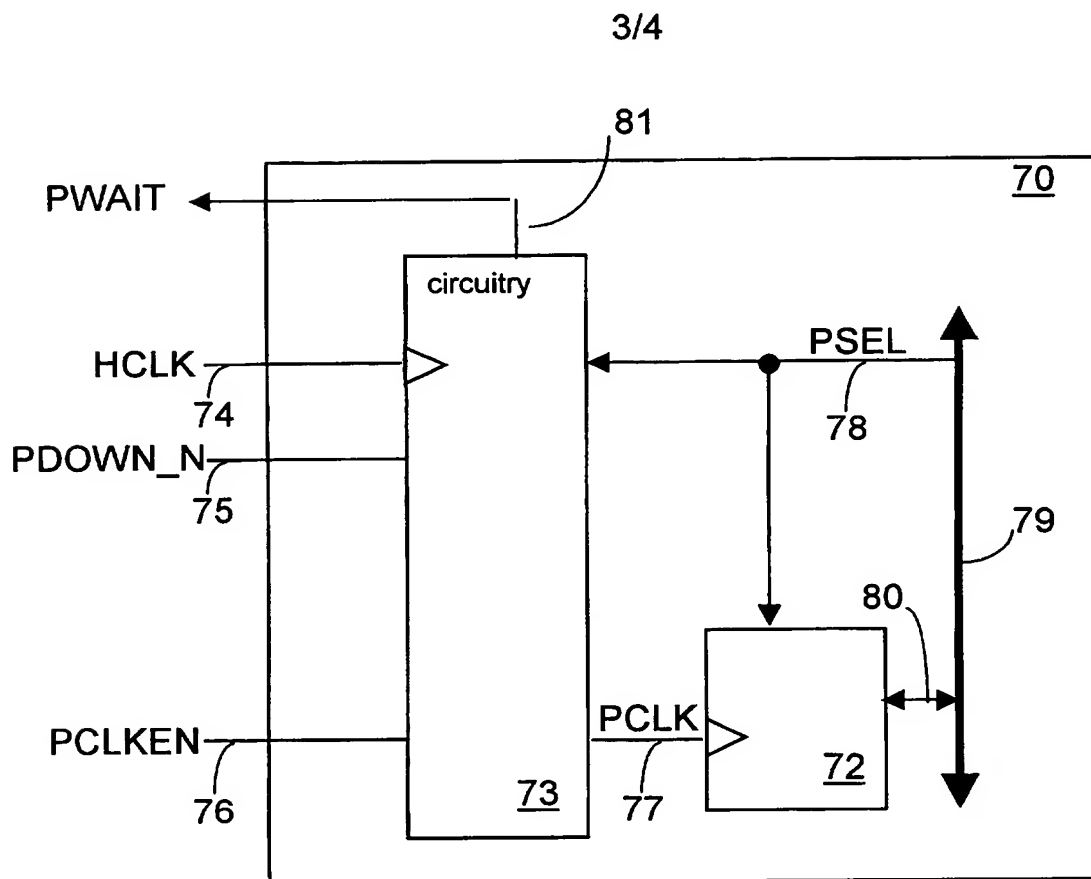 3/4
81
70
PWAIT
circuitry
HCLK
74
PSEL
78
PDOWN_N
75
79
80
PCLKEN
76
73
PCLK
77
72